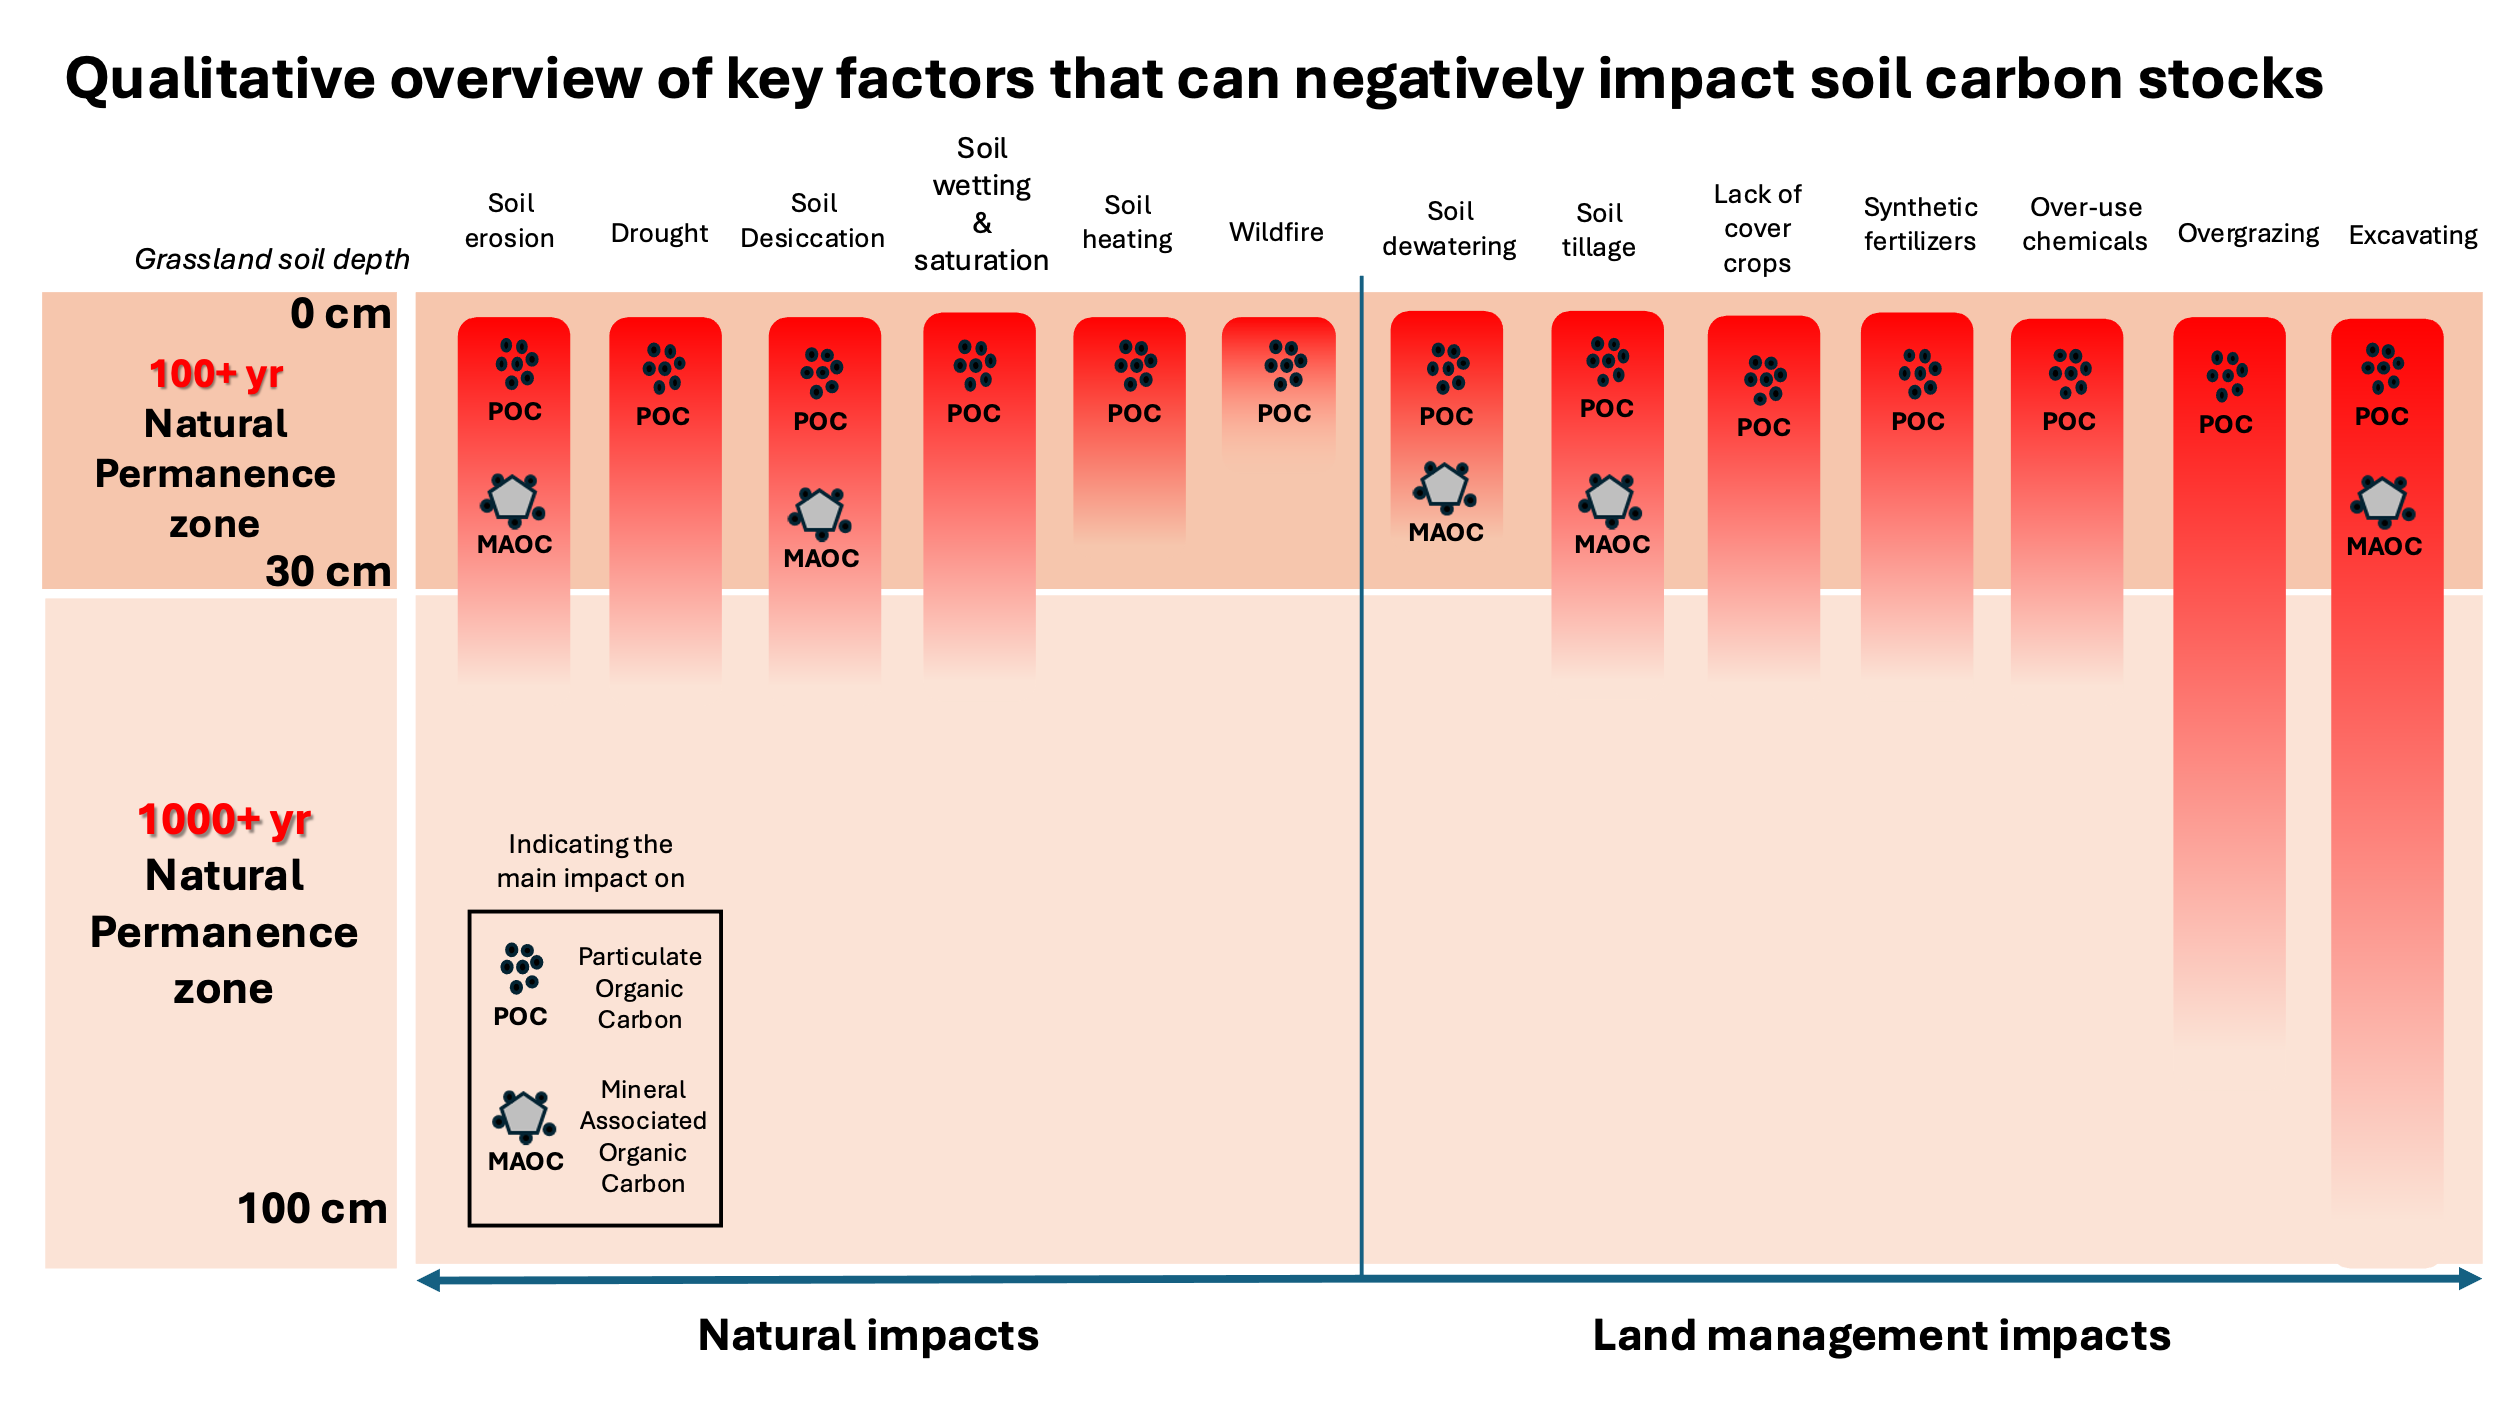 Qualitative overview of key factors that can negatively impact soil carbon stocks
Grassland soil depth
Soil
erosion
Drought
Soil
Desiccation
Soil
wetting
&
saturation
Soil
heating
Wildfire
Soil
dewatering
Soil
tillage
Lack of
cover
crops
Synthetic
fertilizers
Over-use
chemicals
Overgrazing
Excavating
0 cm
100+ yr
Natural
Permanence
zone
30 cm
POC
MAOC
POC
POC
MAOC
POC
POC
POC
POC
MAOC
POC
MAOC
POC
POC
POC
POC
POC
MAOC
1000+ yr
Natural
Permanence
zone
100 cm
Indicating the
main impact on
POC
Particulate
Organic
Carbon
MAOC
Mineral
Associated
Organic
Carbon
Natural impacts
Land management impacts